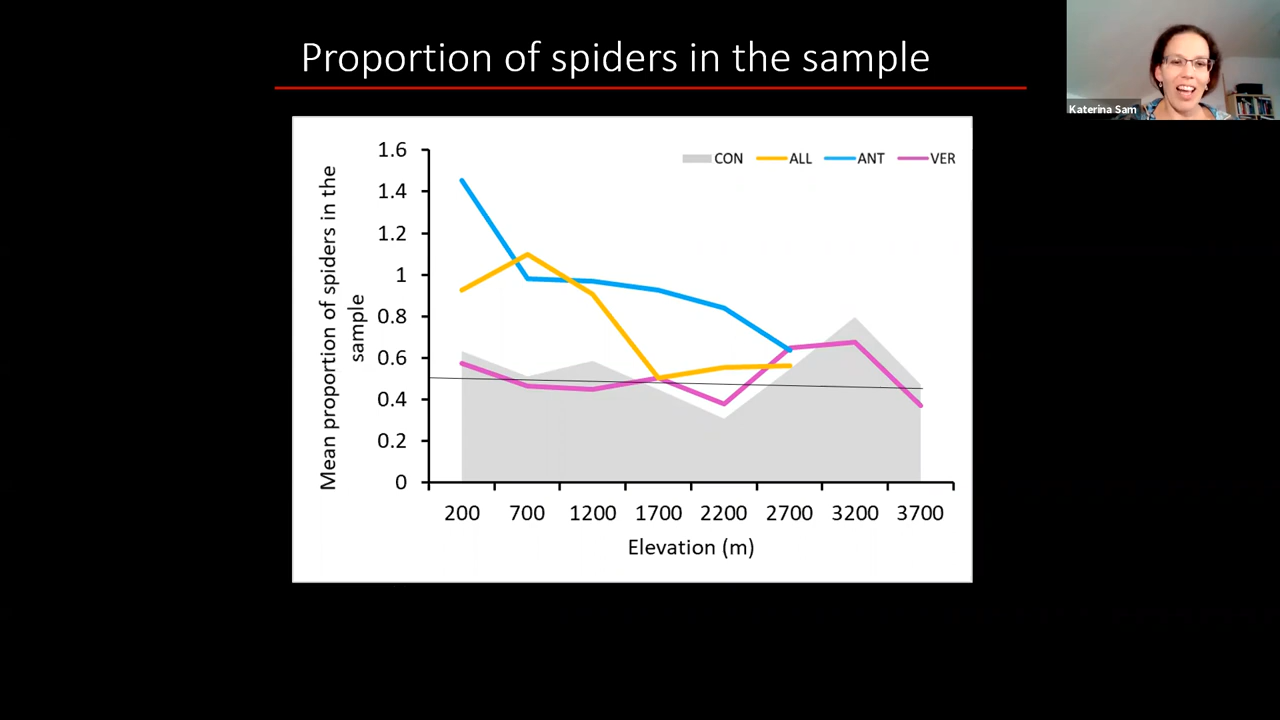 Proportion of spiders in the sample
Katerina Sam
CON ALL ANT VER
Mean proportion of spiders in the
sample
1.6
1.4
1.2
1
0.8
0.6
0.4
0.2
0
200 700 1200 1700 2200 2700 3200 3700
Elevation (m)